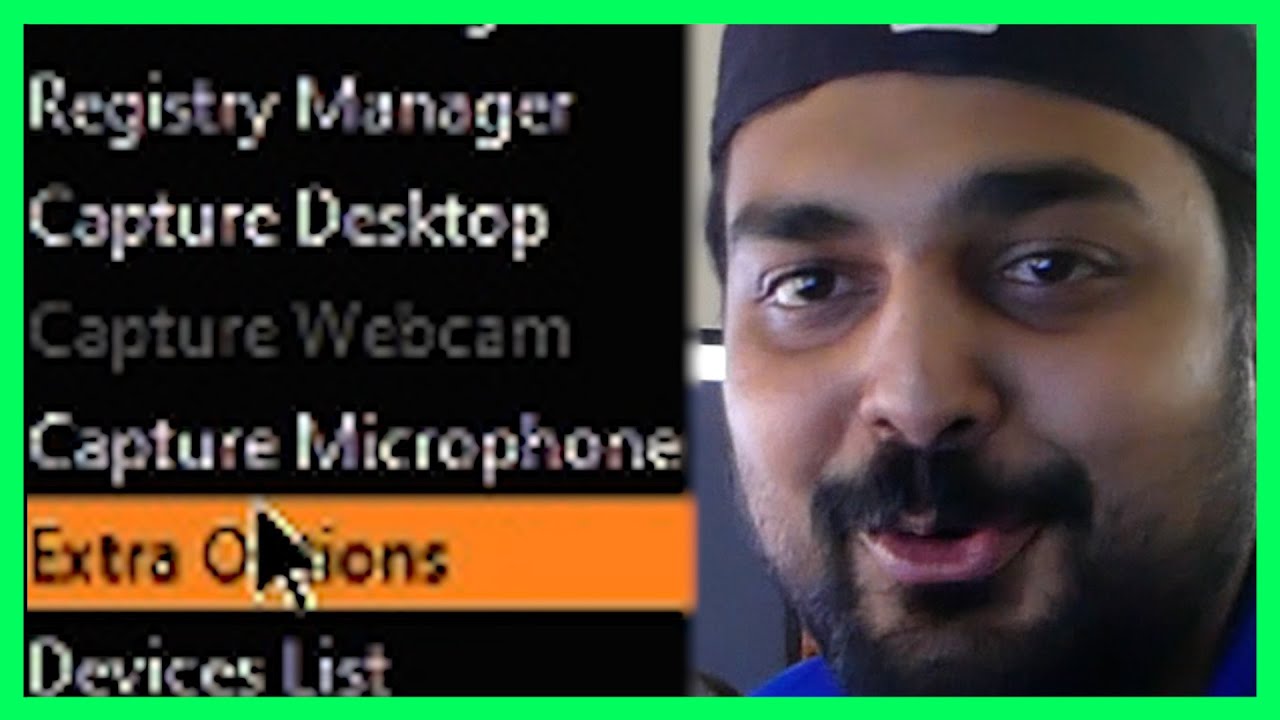 Registry Manager
Capture Desktop
Capture Webcam
Capture Microphone
Extra Options
Devices List